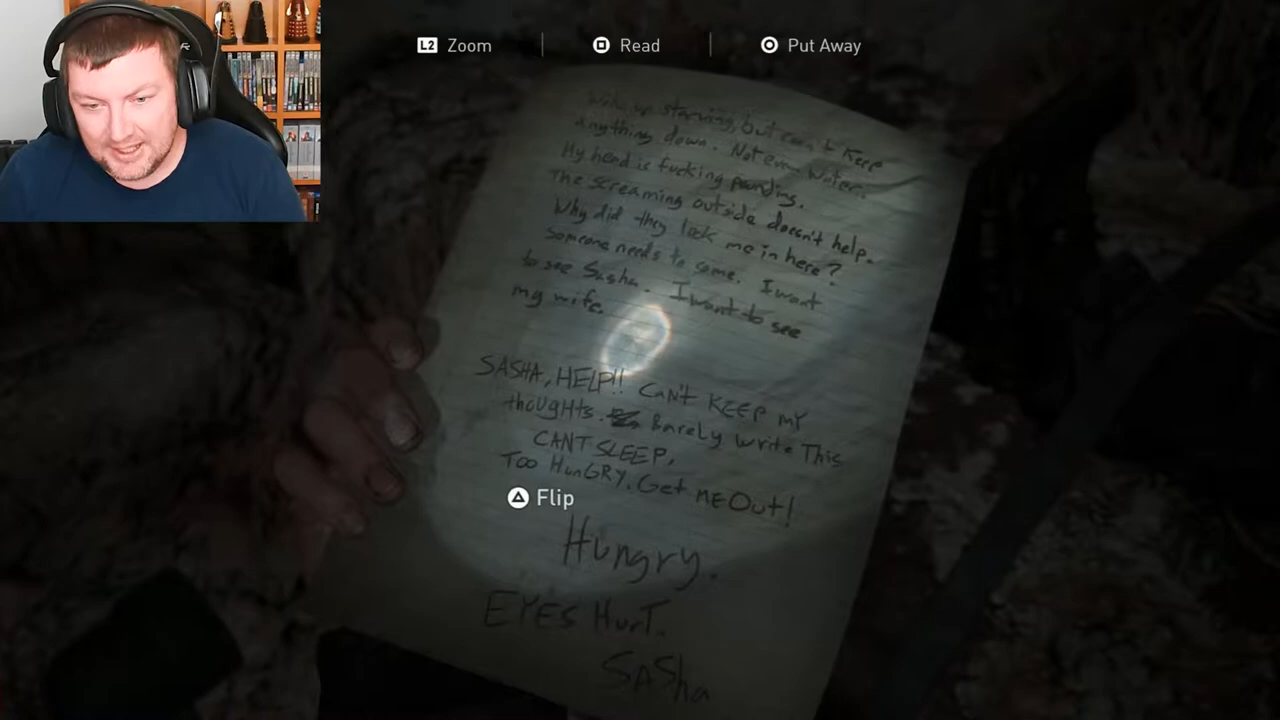 L2 Zoom
Read
Put Away
Woke up starving, but can't keep
anything down. Not even water.
My head is fucking pounding.
The screaming outside doesn't help.
Why did they lock me in here?
Someone needs to come. I want
to see Sasha. I want to see
my wife.
SASHA, HELP!! Can't KEEP MY
thougHts. Barely write This
CANT SLEEP.
TOO HunGRY. Get ME Out!
Flip
Hungry.
EYES HurT.
SaSha